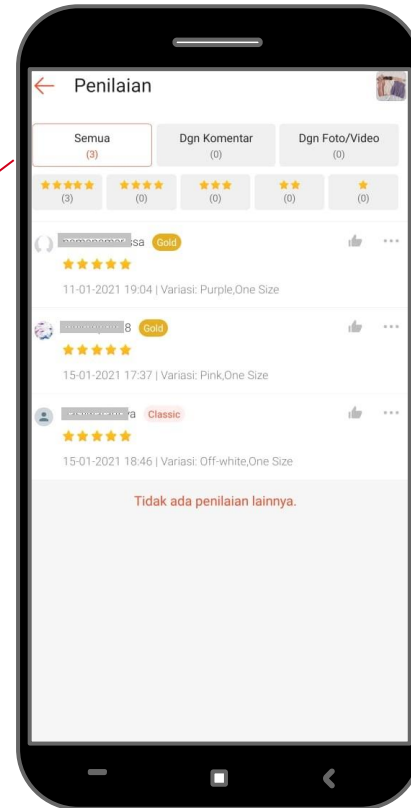 Penilaian
Semua
(3)
Dgn Komentar
(0)
Dgn Foto/Video
(0)
(3)
(0)
(0)
(0)
(0)
ssa Gold
11-01-2021 19:04 | Variasi: Purple,One Size
8 Gold
15-01-2021 17:37 | Variasi: Pink,One Size
a Classic
15-01-2021 18:46 | Variasi: Off-white,One Size
Tidak ada penilaian lainnya.